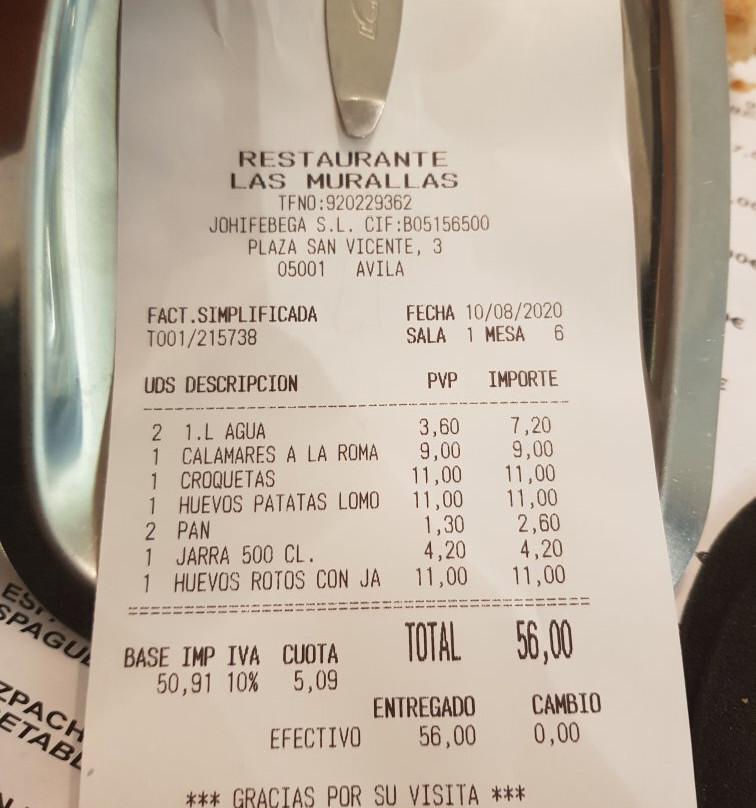 RESTAURANTE
LAS MURALLAS
TFNO:920229362
JOHIFEBEGA S.L. CIF:B05156500
PLAZA SAN VICENTE, 3
05001 AVILA
FACT.SIMPLIFICADA FECHA 10/08/2020
T001/215738 SALA 1 MESA 6
UDS DESCRIPCION PVP IMPORTE
2 1.L AGUA 3,60 7,20
1 CALAMARES A LA ROMA 9,00 9,00
1 CROQUETAS 11,00 11,00
1 HUEVOS PATATAS LOMO 11,00 11,00
2 PAN 1,30 2,60
1 JARRA 500 CL. 4,20 4,20
1 HUEVOS ROTOS CON JA 11,00 11,00
TOTAL 56,00
BASE IMP IVA CUOTA
50,91 10% 5,09
ENTREGADO CAMBIO
EFECTIVO 56,00 0,00
*** GRACIAS POR SU VISITA ***